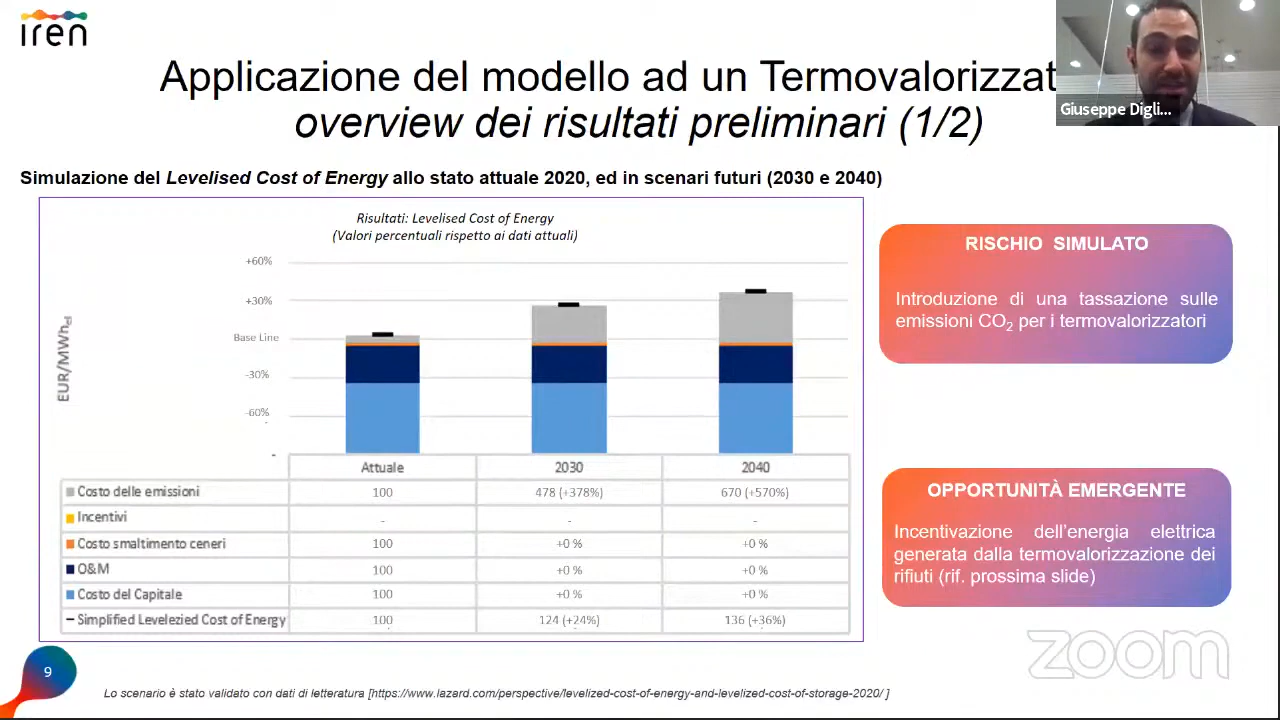 iren
Applicazione del modello ad un Termovalorizzat
overview dei risultati preliminari (1/2)
Giuseppe Digli...
Simulazione del Levelised Cost of Energy allo stato attuale 2020, ed in scenari futuri (2030 e 2040)
Risultati: Levelised Cost of Energy
(Valori percentuali rispetto ai dati attuali)
EUR/MWhel
+60%
+30%
Base Line
-30%
-60%
-
Attuale 2030 2040
Costo delle emissioni 100 478 (+378%) 670 (+570%)
Incentivi - - -
Costo smaltimento ceneri 100 +0 % +0 %
O&M 100 +0 % +0 %
Costo del Capitale 100 +0 % +0 %
Simplified Levelezied Cost of Energy 100 124 (+24%) 136 (+36%)
RISCHIO SIMULATO
Introduzione di una tassazione sulle
emissioni CO2 per i termovalorizzatori
OPPORTUNITÀ EMERGENTE
Incentivazione dell'energia elettrica
generata dalla termovalorizzazione dei
rifiuti (rif. prossima slide)
zoom
9
Lo scenario è stato validato con dati di letteratura [https://www.lazard.com/perspective/levelized-cost-of-energy-and-levelized-cost-of-storage-2020/ ]